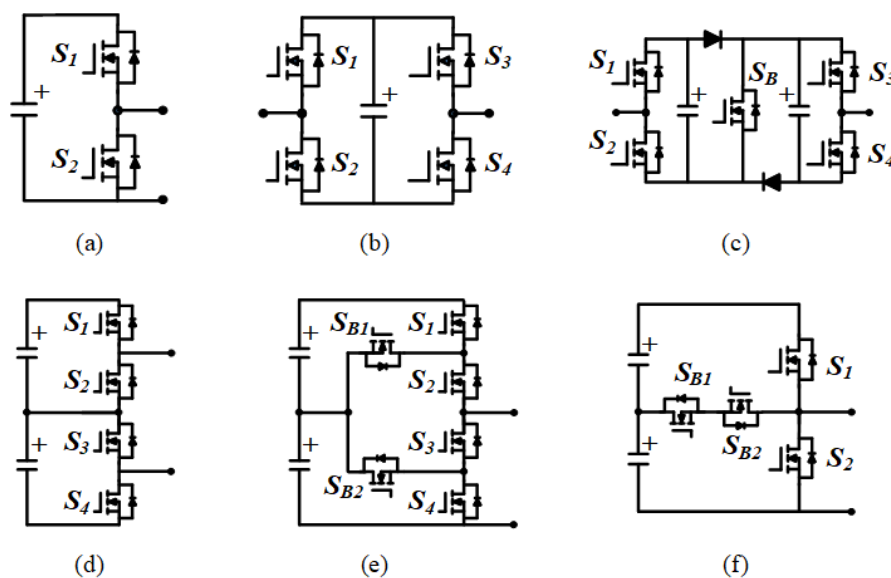 S1
S2
+
(a)
S1
S2
S3
S4
+
(b)
S1
S2
SB
S3
S4
+
+
(c)
S1
S2
S3
S4
+
+
(d)
SB1
SB2
S1
S2
S3
S4
+
+
(e)
SB1
SB2
S1
S2
+
+
(f)